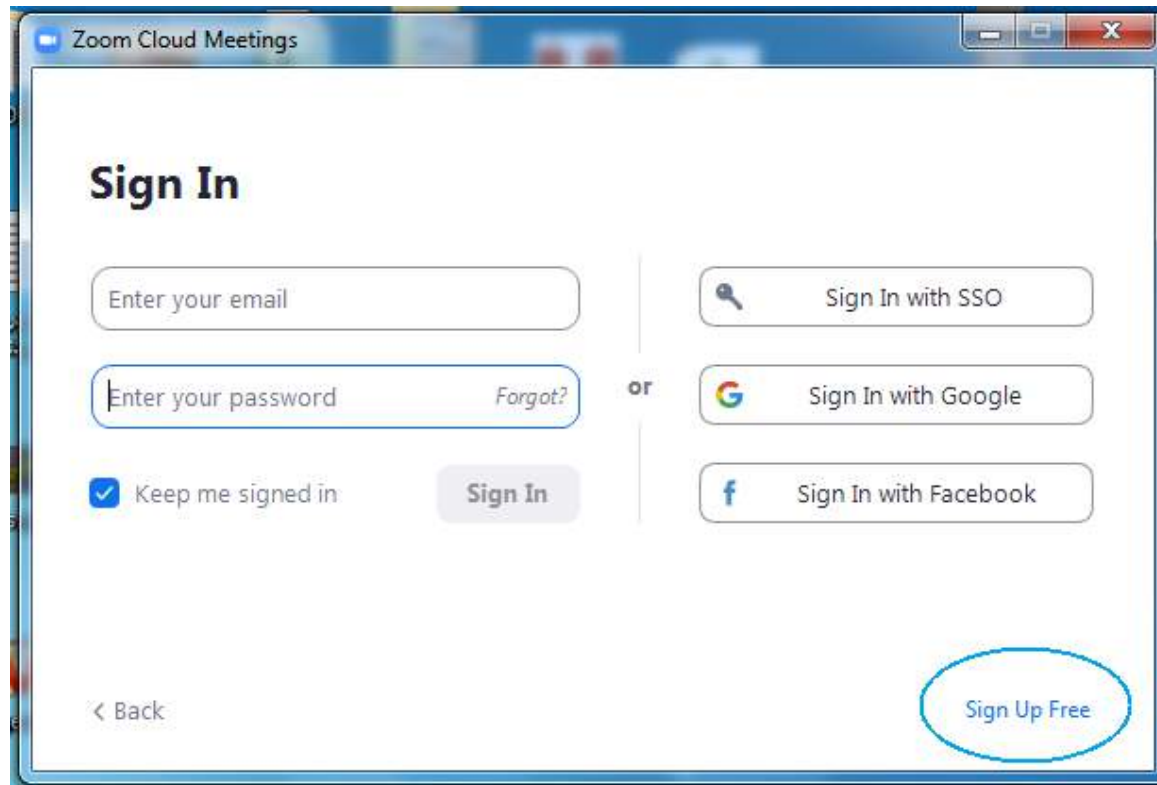 Zoom Cloud Meetings
Sign In
Enter your email
Enter your password Forgot?
Keep me signed in Sign In
or
Sign In with SSO
Sign In with Google
Sign In with Facebook
< Back
Sign Up Free